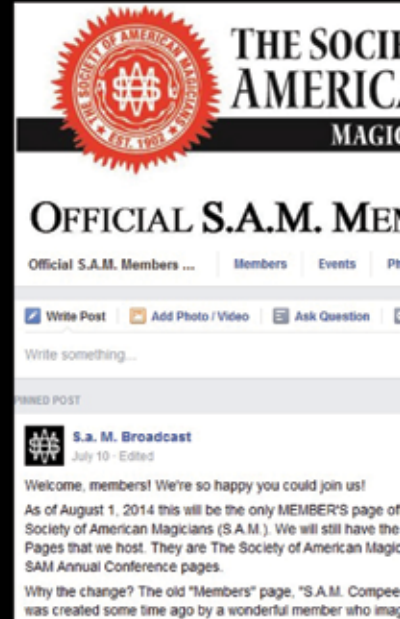 THE SOCIETY OF AMERICAN MAGICIANS
EST. 1902
THE SOCIE
AMERICA
MAGIC
OFFICIAL S.A.M. MEM
Official S.A.M. Members ...
Members
Events
Ph
Write Post
Add Photo / Video
Ask Question
Write something...
PINNED POST
S.a. M. Broadcast
July 10 · Edited
Welcome, members! We're so happy you could join us!
As of August 1, 2014 this will be the only MEMBER'S page of
Society of American Magicians (S.A.M.). We will still have the
Pages that we host. They are The Society of American Magic
SAM Annual Conference pages.
Why the change? The old "Members" page, "S.A.M. Compee
was created some time ago by a wonderful member who imag